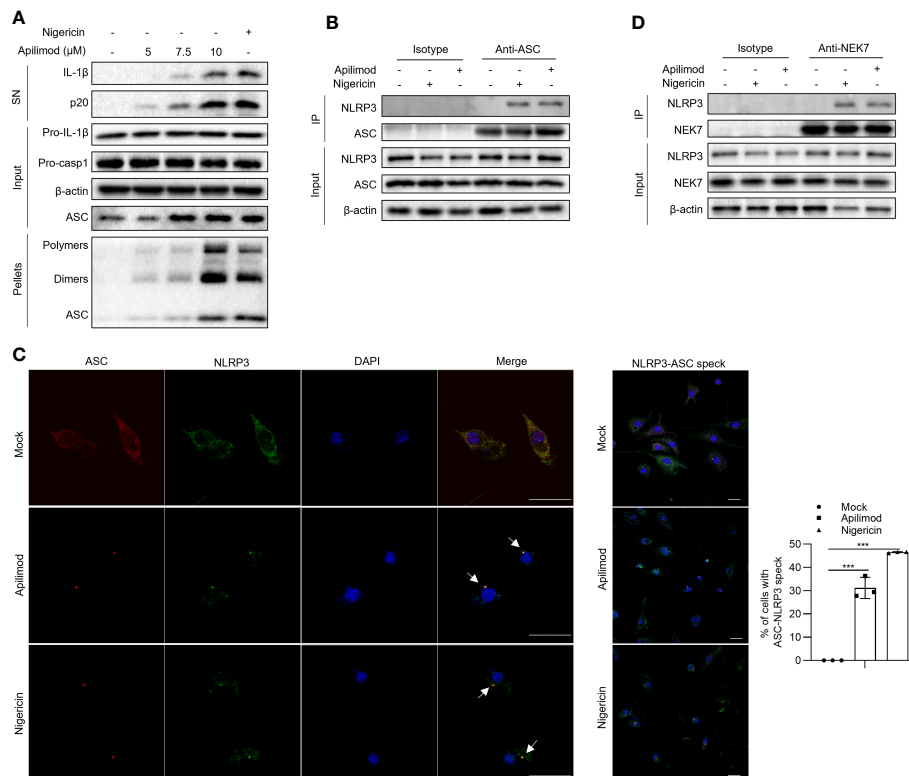 A
Nigericin - - - - +
Apilimod (μM) - 5 7.5 10 -
SN
IL-1β
p20
Input
Pro-IL-1β
Pro-casp1
β-actin
ASC
Pellets
Polymers
Dimers
ASC
B
Isotype Anti-ASC
Apilimod - - + - - +
Nigericin - + - - + -
IP
NLRP3
ASC
Input
NLRP3
ASC
β-actin
D
Isotype Anti-NEK7
Apilimod - - + - - +
Nigericin - + - - + -
IP
NLRP3
NEK7
Input
NLRP3
NEK7
β-actin
C
ASC NLRP3 DAPI Merge
Mock
Apilimod
Nigericin
NLRP3-ASC speck
Mock
Apilimod
Nigericin
Mock
Apilimod
Nigericin
% of cells with
ASC-NLRP3 speck
50
40
30
20
10
0
***
***